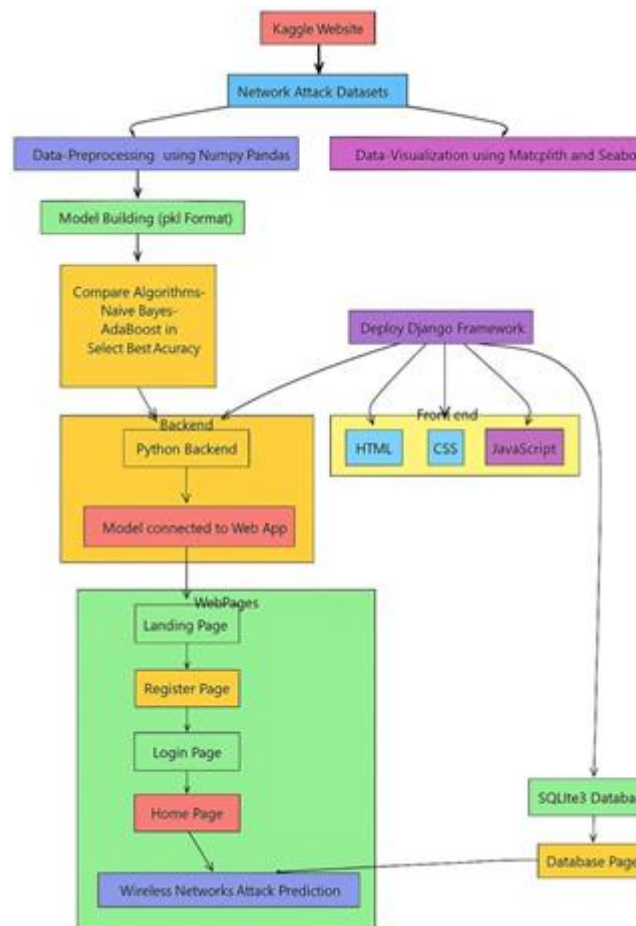 Kaggle Website
Network Attack Datasets
Data-Preprocessing using Numpy Pandas
Data-Visualization using Matcplith and Seabo
Model Building (pkl Format)
Compare Algorithms-
Naive Bayes-
AdaBoost in
Select Best Acuracy
Deploy Django Framework
Backend
Python Backend
Front end
HTML
CSS
JavaScript
Model connected to Web App
WebPages
Landing Page
Register Page
Login Page
Home Page
SQLIte3 Databa
Database Page
Wireless Networks Attack Prediction